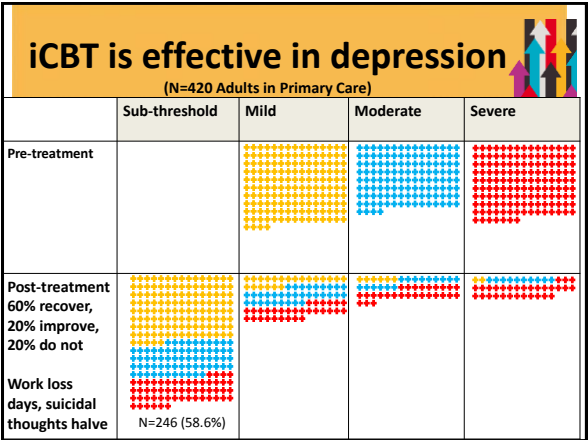 iCBT is effective in depression
(N=420 Adults in Primary Care)
Sub-threshold
Mild
Moderate
Severe
Pre-treatment
Post-treatment
60% recover,
20% improve,
20% do not
Work loss
days, suicidal
thoughts halve
N=246 (58.6%)